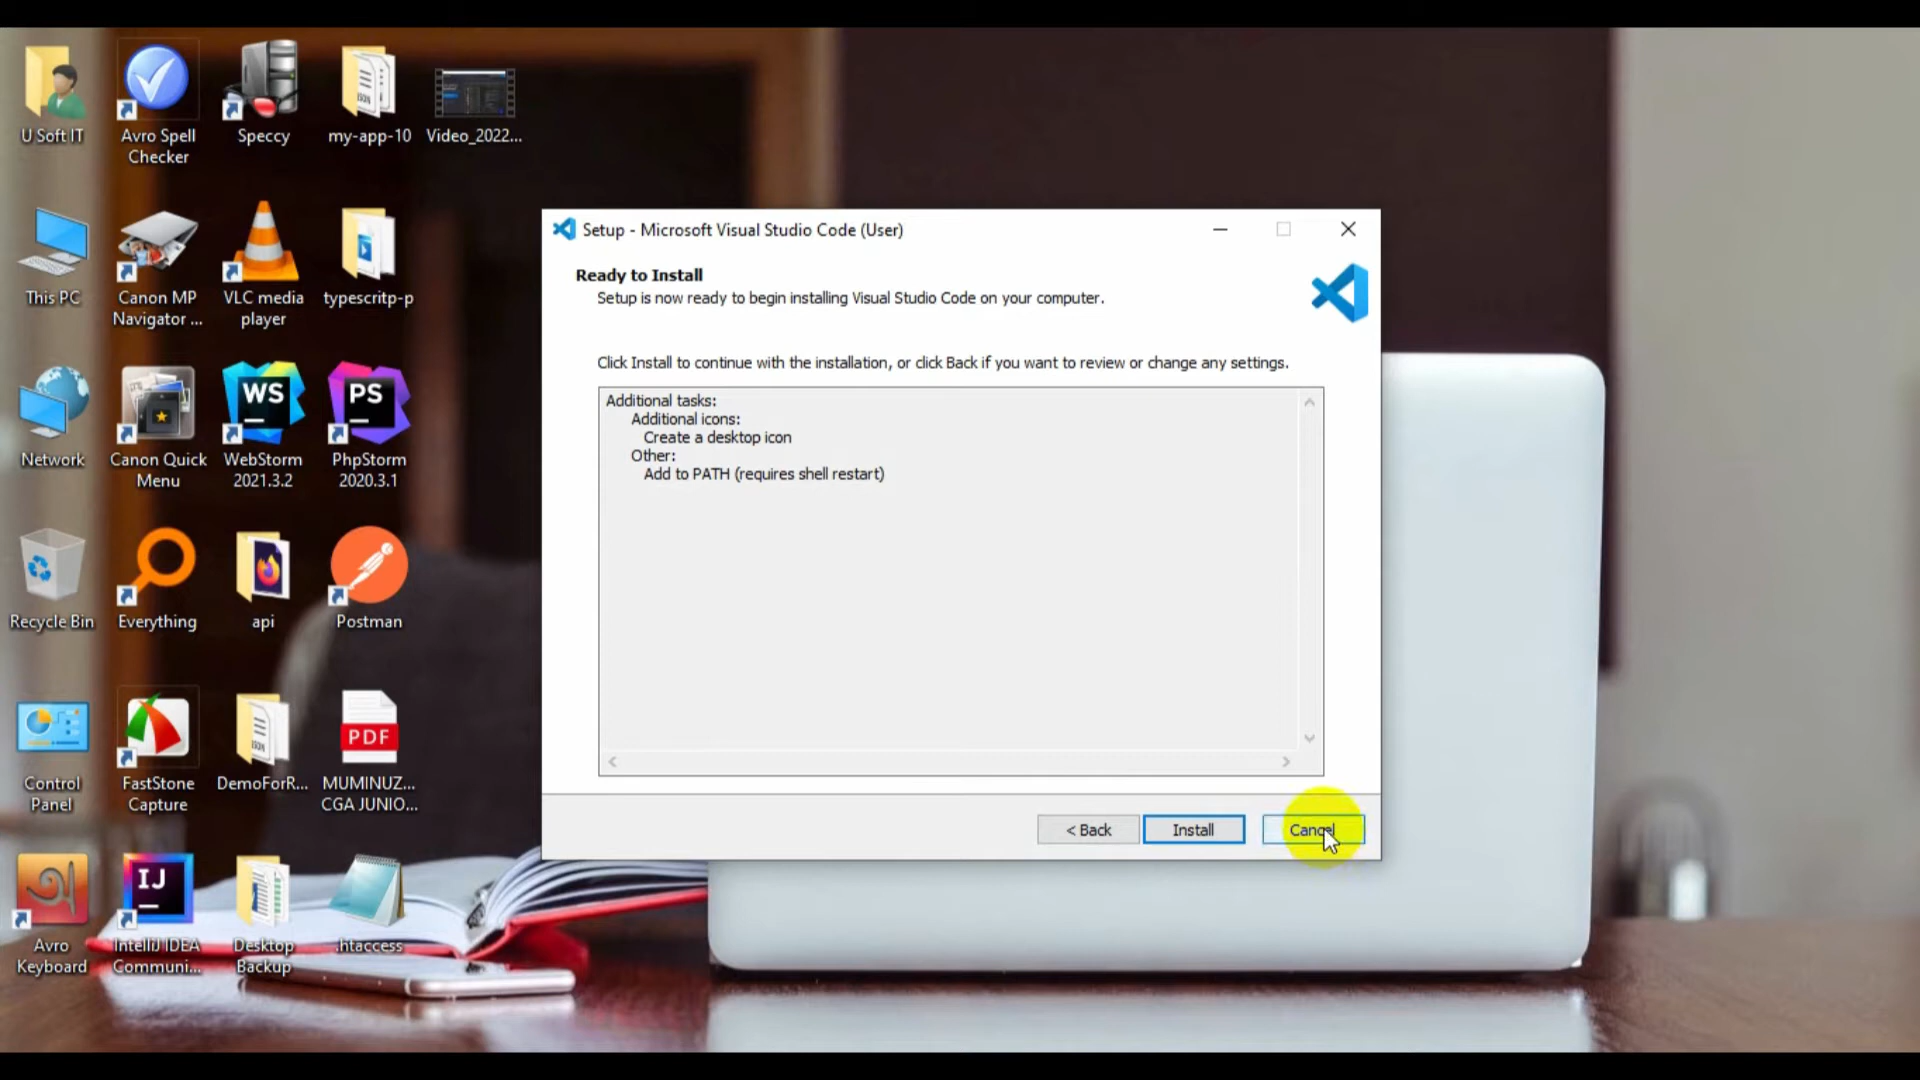 U Soft IT
Avro Spell
Checker
Speccy
my-app-10
Video_2022...
This PC
Canon MP
Navigator ...
VLC media
player
typescritp-p
Network
Canon Quick
Menu
WS
WebStorm
2021.3.2
PS
PhpStorm
2020.3.1
Recycle Bin
Everything
api
Postman
Control
Panel
FastStone
Capture
JSON
DemoForR...
PDF
MUMINUZ...
CGA JUNIO...
Avro
Keyboard
IJ
IntelliJ IDEA
Communi...
Desktop
Backup
.htaccess
Setup - Microsoft Visual Studio Code (User)
Ready to Install
Setup is now ready to begin installing Visual Studio Code on your computer.
Click Install to continue with the installation, or click Back if you want to review or change any settings.
Additional tasks:
Additional icons:
Create a desktop icon
Other:
Add to PATH (requires shell restart)
< Back
Install
Cancel